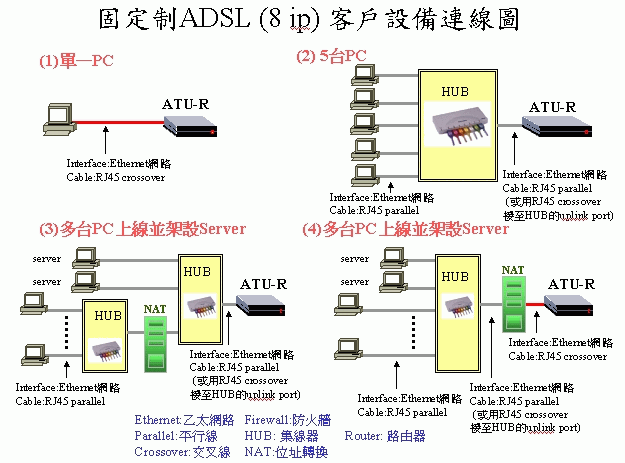 固定制ADSL (8 ip) 客戶設備連線圖
(1)單一PC
ATU-R
Interface:Ethernet網路
Cable:RJ45 crossover
(2) 5台PC
HUB
ATU-R
Interface:Ethernet網路
Cable:RJ45 parallel
Interface:Ethernet網路
Cable:RJ45 parallel
(或用RJ45 crossover
接至HUB的uplink port)
(3)多台PC上線並架設Server
server
server
HUB
NAT
HUB
ATU-R
Interface:Ethernet網路
Cable:RJ45 parallel
Interface:Ethernet網路
Cable:RJ45 parallel
(或用RJ45 crossover
接至HUB的uplink port)
(4)多台PC上線並架設Server
server
server
HUB
NAT
ATU-R
Interface:Ethernet網路
Cable:RJ45 crossover
Interface:Ethernet網路
Cable:RJ45 parallel
Interface:Ethernet網路
Cable:RJ45 parallel
(或用RJ45 crossover
接至HUB的uplink port)
Ethernet:乙太網路 Firewall:防火牆
Parallel:平行線 HUB: 集線器 Router: 路由器
Crossover:交叉線 NAT:位址轉換